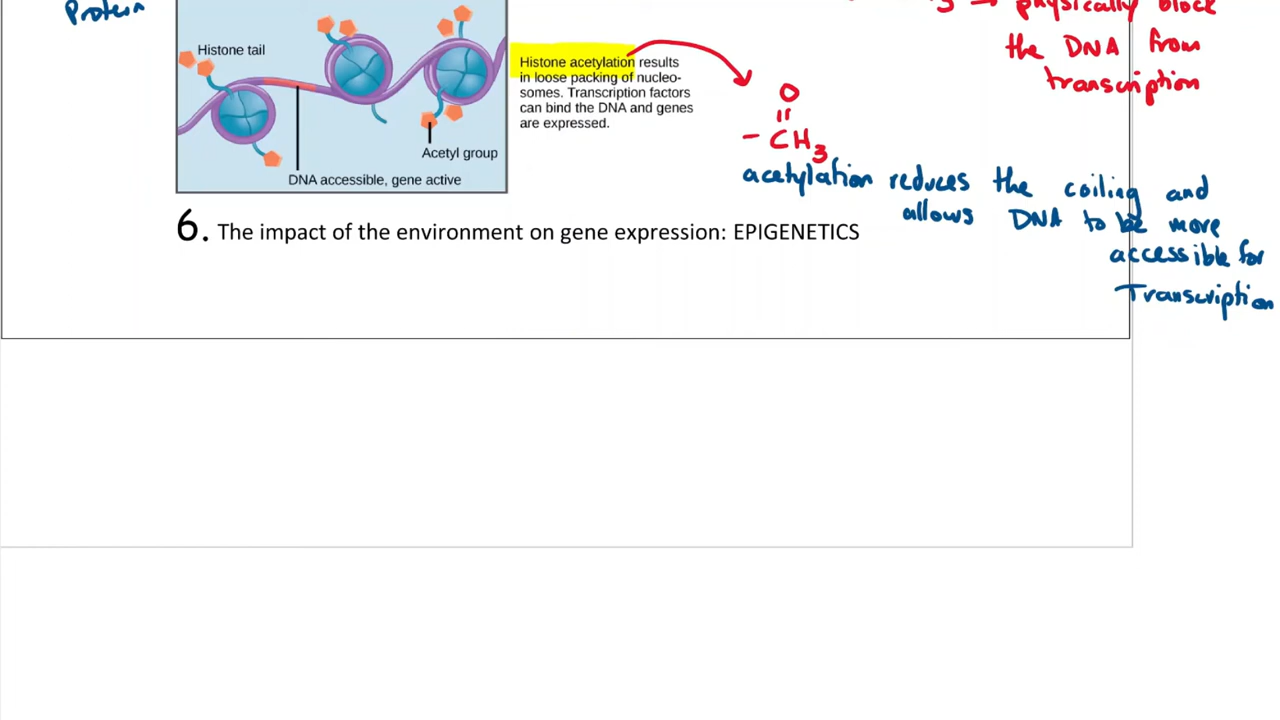 Protein
3 → physically block
the DNA from
transcription
Histone tail
Acetyl group
DNA accessible, gene active
Histone acetylation results
in loose packing of nucleo-
somes. Transcription factors
can bind the DNA and genes
are expressed.
O
=
- CH3
acetylation reduces the coiling and
allows DNA to be more
accessible for
Transcription
6. The impact of the environment on gene expression: EPIGENETICS